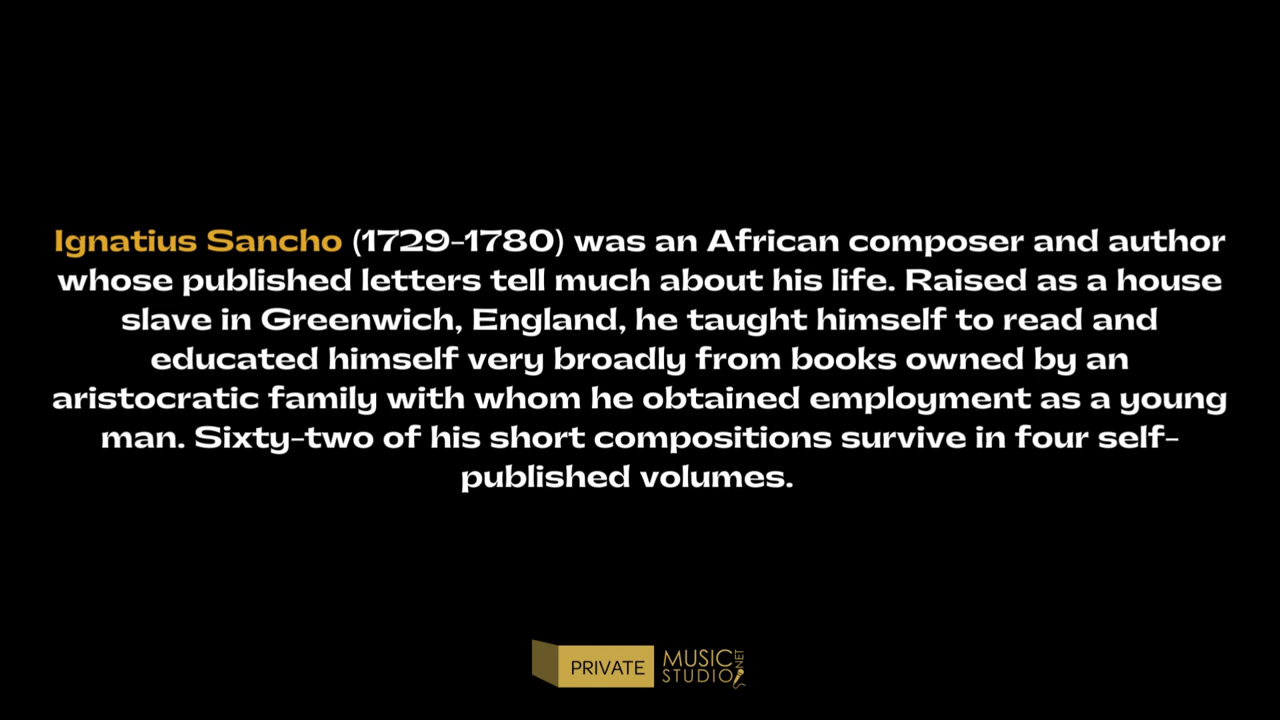 Ignatius Sancho (1729-1780) was an African composer and author
whose published letters tell much about his life. Raised as a house
slave in Greenwich, England, he taught himself to read and
educated himself very broadly from books owned by an
aristocratic family with whom he obtained employment as a young
man. Sixty-two of his short compositions survive in four self-
published volumes.
PRIVATE
MUSIC
STUDIO
.NET